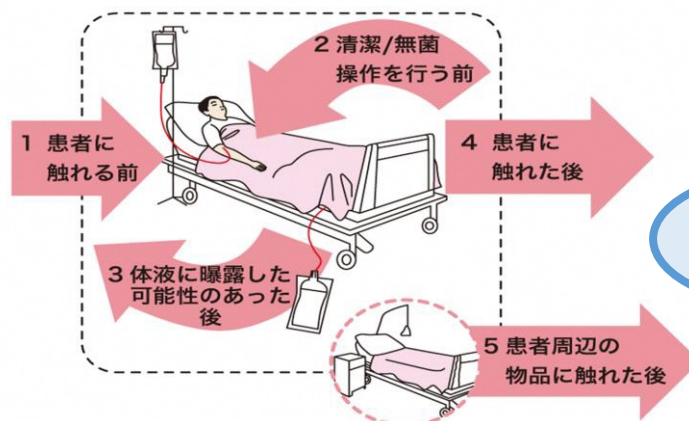 1 患者に
触れる前
2 清潔/無菌
操作を行う前
3 体液に曝露した
可能性のあった
後
4 患者に
触れた後
5 患者周辺の
物品に触れた後